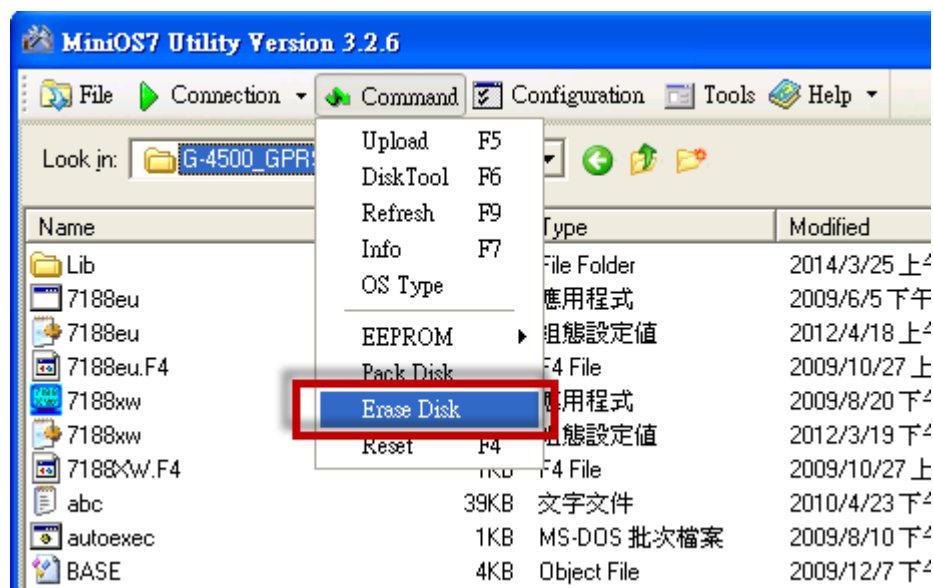 MiniOS7 Utility Version 3.2.6
File Connection Command Configuration Tools Help
Look in: G-4500_GPRS
Upload F5
DiskTool F6
Refresh F9
Info F7
OS Type
EEPROM
Pack Disk
Erase Disk
Reset F4
Name Type Modified
Lib File Folder 2014/3/25 上午
7188eu 應用程式 2009/6/5 下午
7188eu 組態設定值 2012/4/18 上午
7188eu.F4 F4 File 2009/10/27 上
7188xw 應用程式 2009/8/20 下午
7188xw 組態設定值 2012/3/19 下午
7188XW.F4 1KB F4 File 2009/10/27 上
abc 39KB 文字文件 2010/4/23 下午
autoexec 1KB MS-DOS 批次檔案 2009/8/10 下午
BASE 4KB Object File 2009/12/7 下午